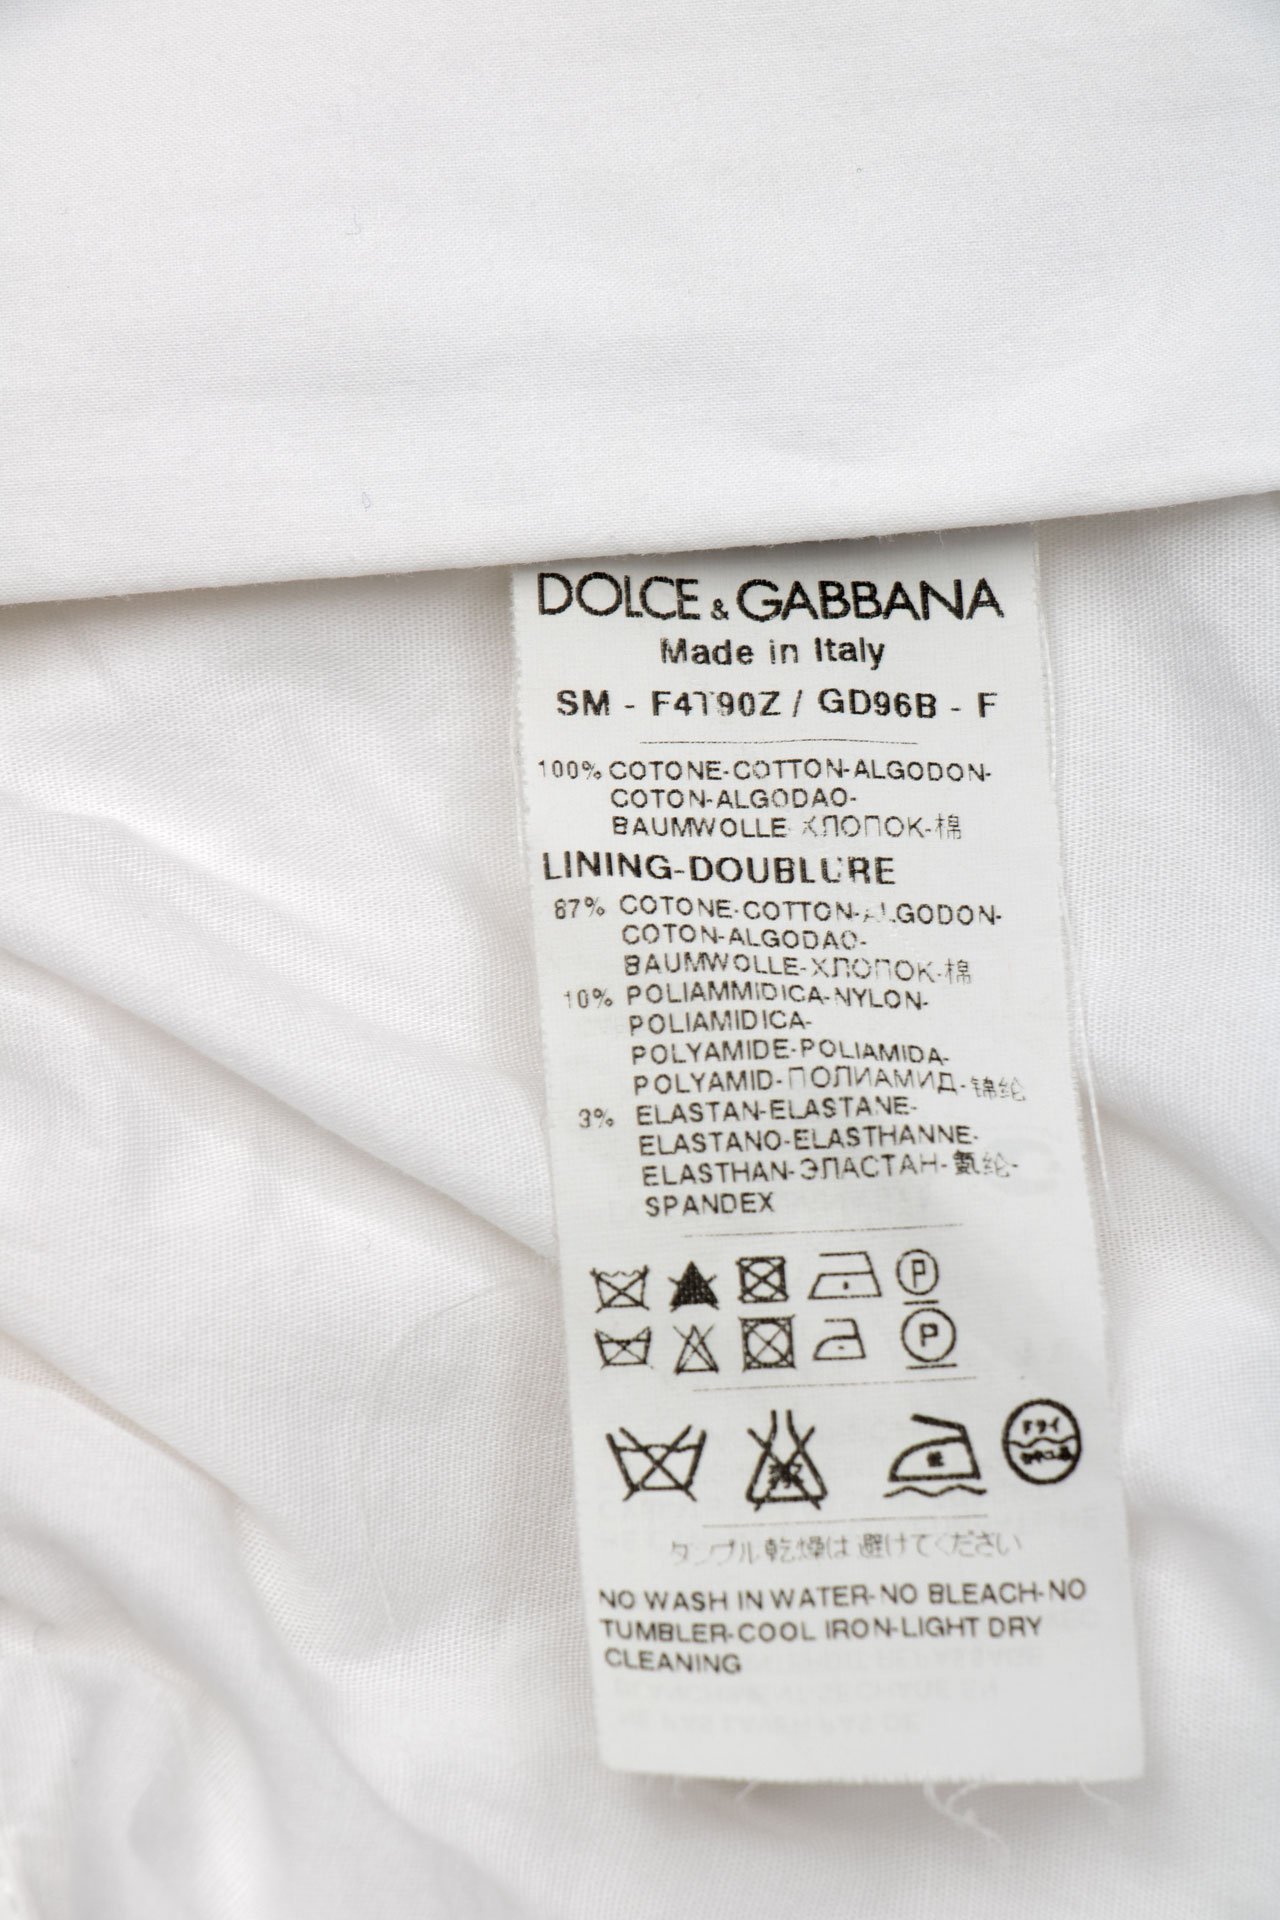 DOLCE & GABBANA
Made in Italy
SM - F4T90Z / GD96B - F
100% COTONE-COTTON-ALGODON-
COTON-ALGODAO-
BAUMWOLLE-ХЛОПОК-棉
LINING-DOUBLURE
87% COTONE-COTTON-ALGODON-
COTON-ALGODAO-
BAUMWOLLE-ХЛОПОК-棉
10% POLIAMMIDICA-NYLON-
POLIAMIDICA-
POLYAMIDE-POLIAMIDA-
POLYAMID-ПОЛИАМИД-锦纶
3% ELASTAN-ELASTANE-
ELASTANO-ELASTHANNE-
ELASTHAN-ЭЛАСТАН-氨纶-
SPANDEX
P
P
ドライ
タンブル乾燥は避けてください
NO WASH IN WATER-NO BLEACH-NO
TUMBLER-COOL IRON-LIGHT DRY
CLEANING